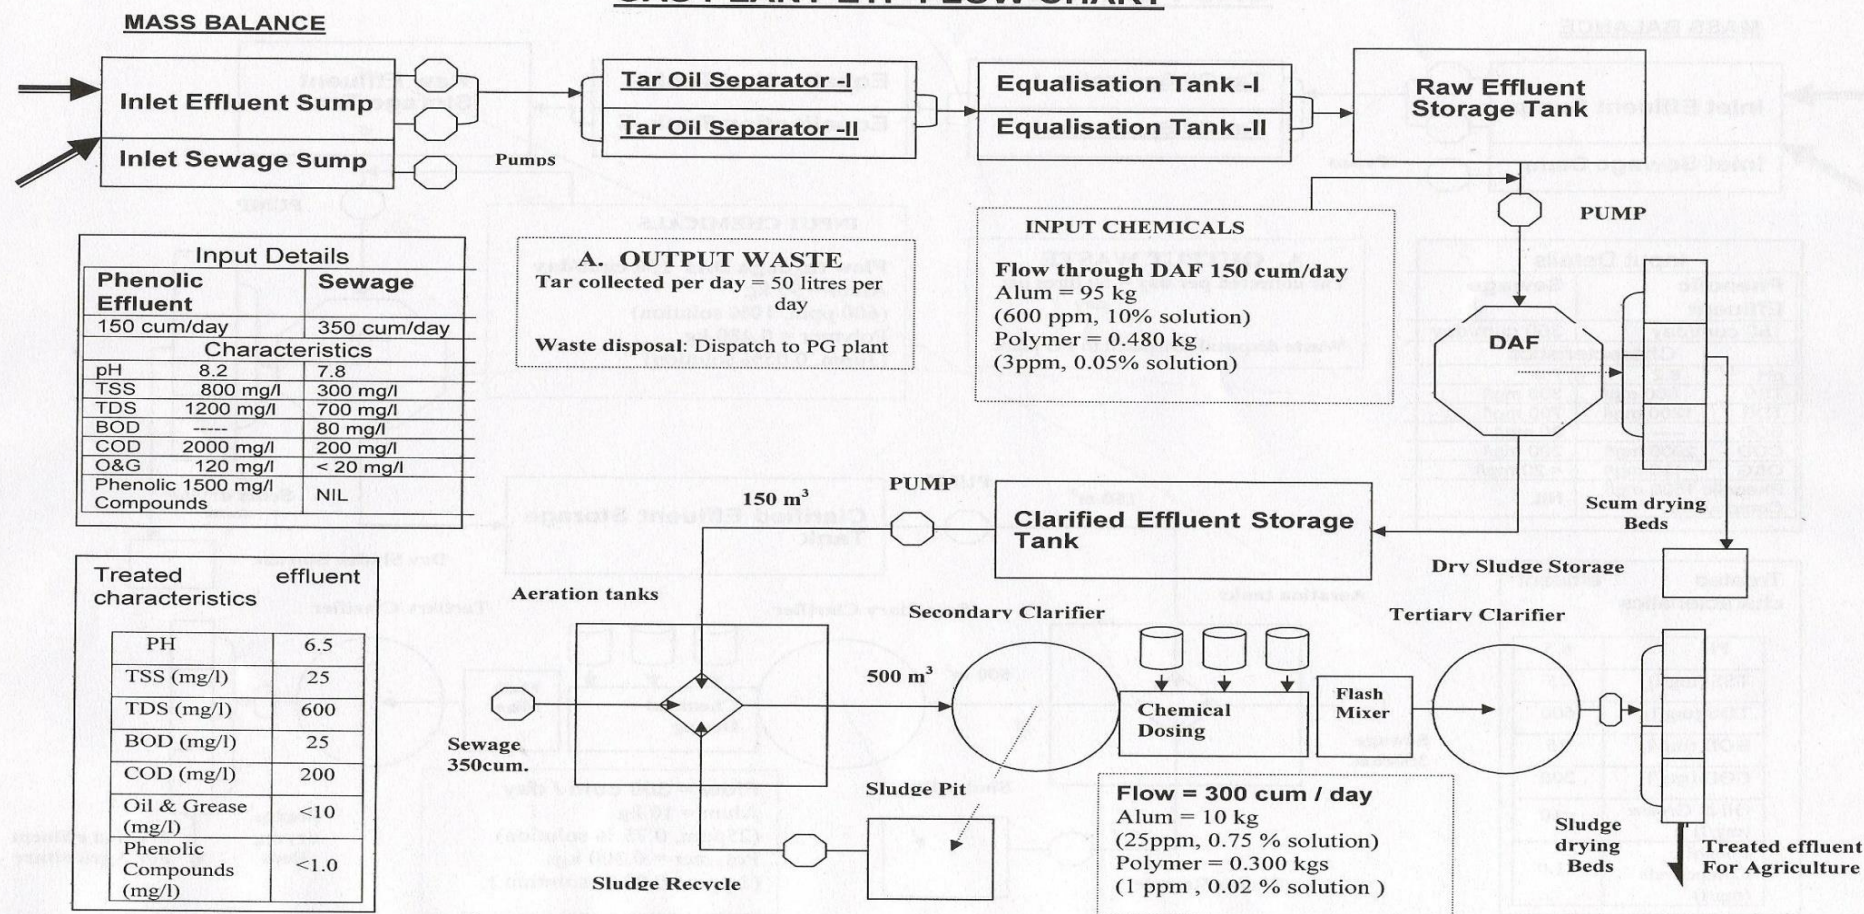 GAS PLANT ETP FLOW CHART
MASS BALANCE
Inlet Effluent Sump
Inlet Sewage Sump
Pumps
Tar Oil Separator -I
Tar Oil Separator -II
Equalisation Tank-I
Equalisation Tank -II
Raw Effluent
Storage Tank
PUMP
Input Details
Phenolic Effluent Sewage
150 cum/day 350 cum/day
Characteristics
pH 8.2 7.8
TSS 800 mg/l 300 mg/l
TDS 1200 mg/l 700 mg/l
BOD ----- 80 mg/l
COD 2000 mg/l 200 mg/l
O&G 120 mg/l < 20 mg/l
Phenolic 1500 mg/l NIL
Compounds
A. OUTPUT WASTE
Tar collected per day = 50 litres per
day
Waste disposal: Dispatch to PG plant
INPUT CHEMICALS
Flow through DAF 150 cum/day
Alum = 95 kg
(600 ppm, 10% solution)
Polymer = 0.480 kg
(3ppm, 0.05% solution)
DAF
Scum drying
Beds
Dry Sludge Storage
Clarified Effluent Storage
Tank
PUMP
150 m³
Aeration tanks
Sewage
350cum.
500 m³
Secondary Clarifier
Chemical
Dosing
Flash
Mixer
Tertiary Clarifier
Sludge Pit
Sludge Recycle
Flow = 300 cum / day
Alum = 10 kg
(25ppm, 0.75 % solution)
Polymer = 0.300 kgs
(1 ppm , 0.02 % solution )
Sludge
drying
Beds
Treated effluent
For Agriculture
Treated effluent
characteristics
PH 6.5
TSS (mg/l) 25
TDS (mg/l) 600
BOD (mg/l) 25
COD (mg/l) 200
Oil & Grease <10
(mg/l)
Phenolic
Compounds <1.0
(mg/l)